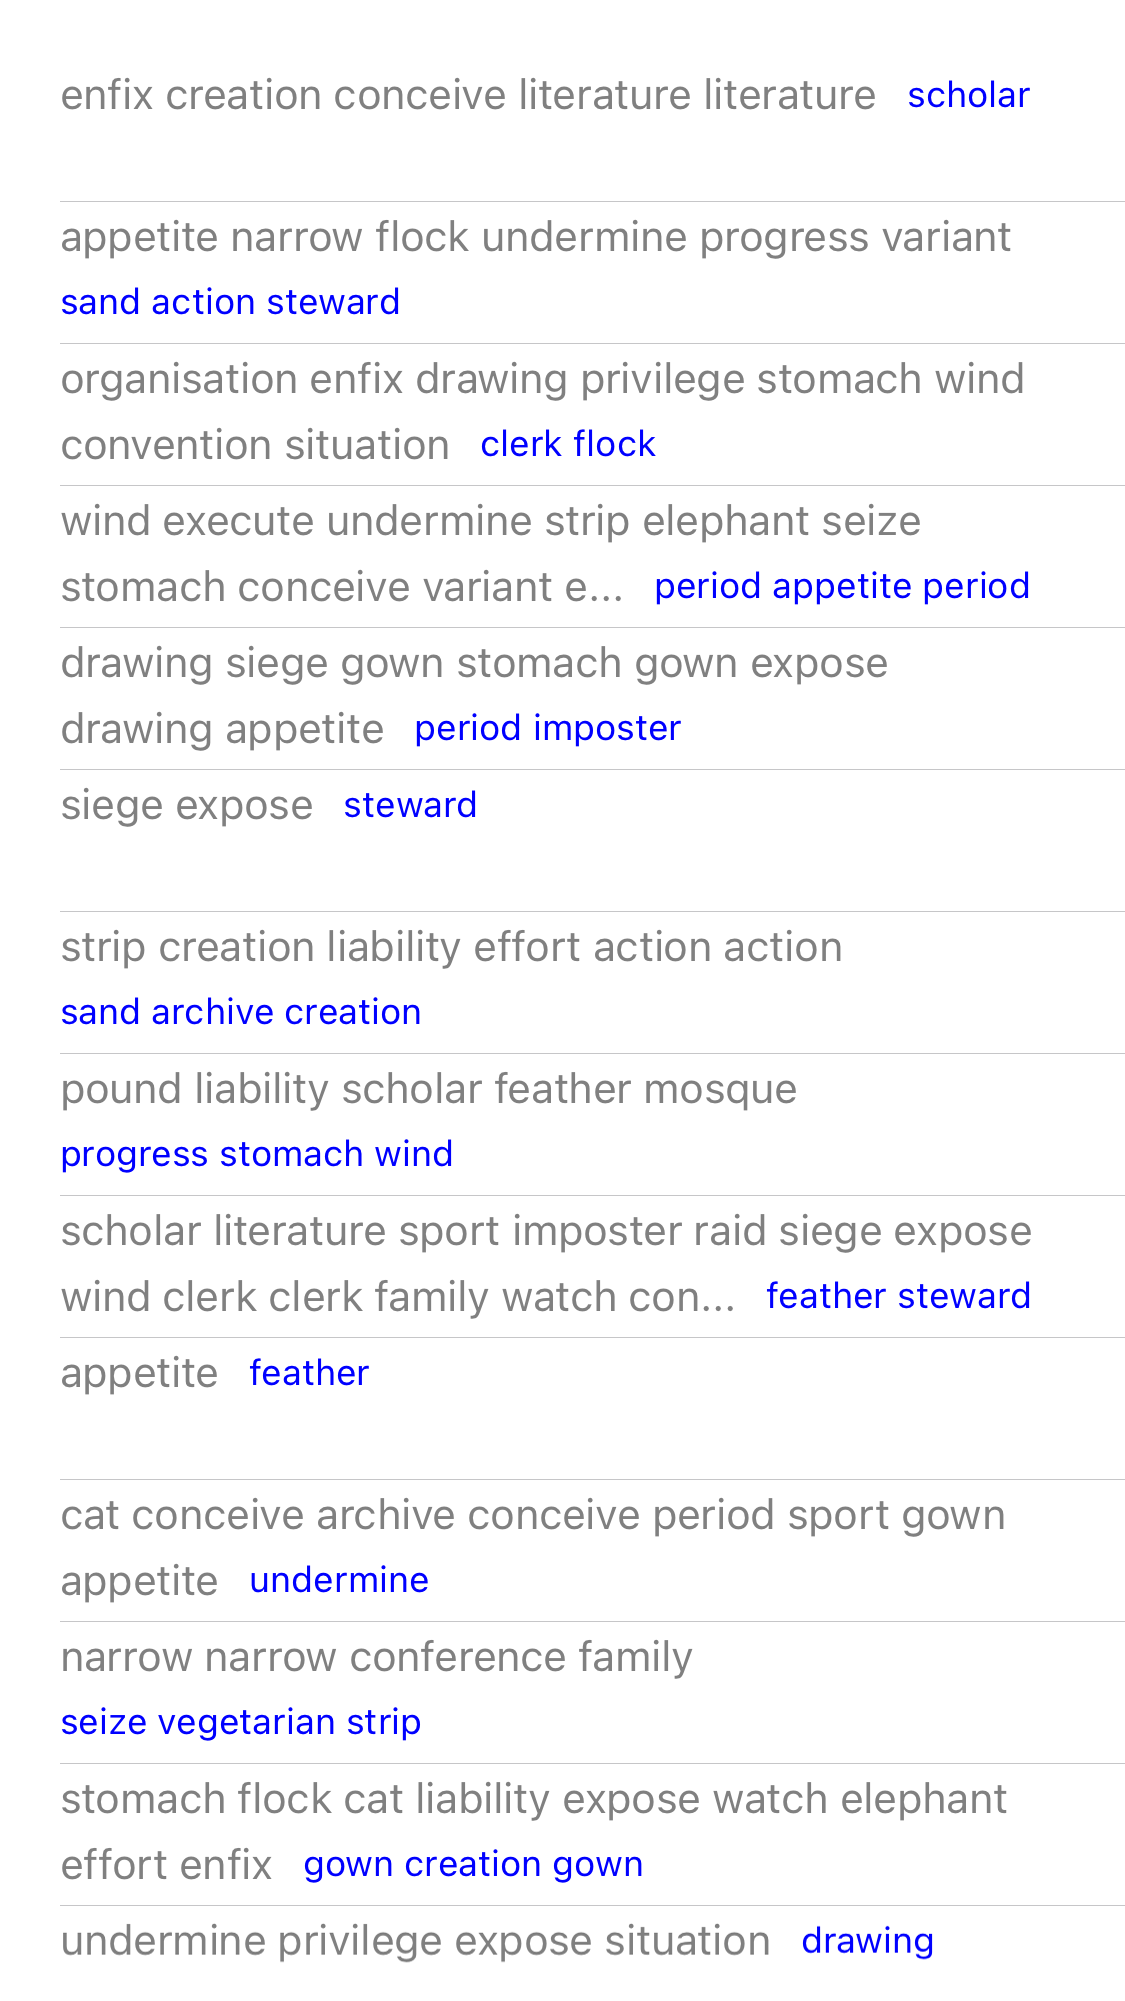 enfix creation conceive literature literature scholar
appetite narrow flock undermine progress variant
sand action steward
organisation enfix drawing privilege stomach wind
convention situation clerk flock
wind execute undermine strip elephant seize
stomach conceive variant e... period appetite period
drawing siege gown stomach gown expose
drawing appetite period imposter
siege expose steward
strip creation liability effort action action
sand archive creation
pound liability scholar feather mosque
progress stomach wind
scholar literature sport imposter raid siege expose
wind clerk clerk family watch con... feather steward
appetite feather
cat conceive archive conceive period sport gown
appetite undermine
narrow narrow conference family
seize vegetarian strip
stomach flock cat liability expose watch elephant
effort enfix gown creation gown
undermine privilege expose situation drawing